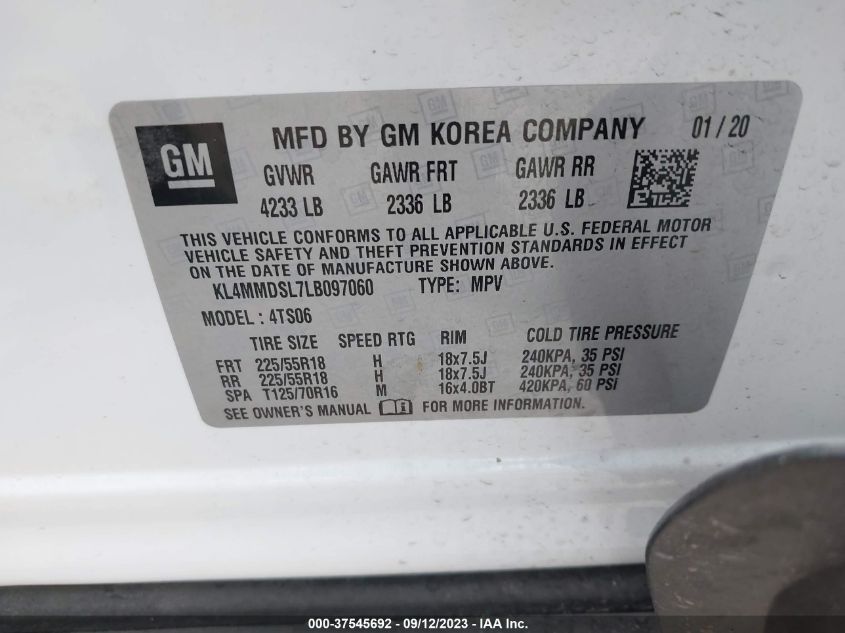 GM
MFD BY GM KOREA COMPANY 01/20
GVWR GAWR FRT GAWR RR
4233 LB 2336 LB 2336 LB
THIS VEHICLE CONFORMS TO ALL APPLICABLE U.S. FEDERAL MOTOR
VEHICLE SAFETY AND THEFT PREVENTION STANDARDS IN EFFECT
ON THE DATE OF MANUFACTURE SHOWN ABOVE.
KL4MMDSL7LB097060 TYPE: MPV
MODEL: 4TS06
TIRE SIZE SPEED RTG RIM COLD TIRE PRESSURE
FRT 225/55R18 H 18x7.5J 240KPA, 35 PSI
RR 225/55R18 H 18x7.5J 240KPA, 35 PSI
SPA T125/70R16 M 16x4.0BT 420KPA, 60 PSI
SEE OWNER'S MANUAL FOR MORE INFORMATION.
000-37545692 - 09/12/2023 - IAA Inc.